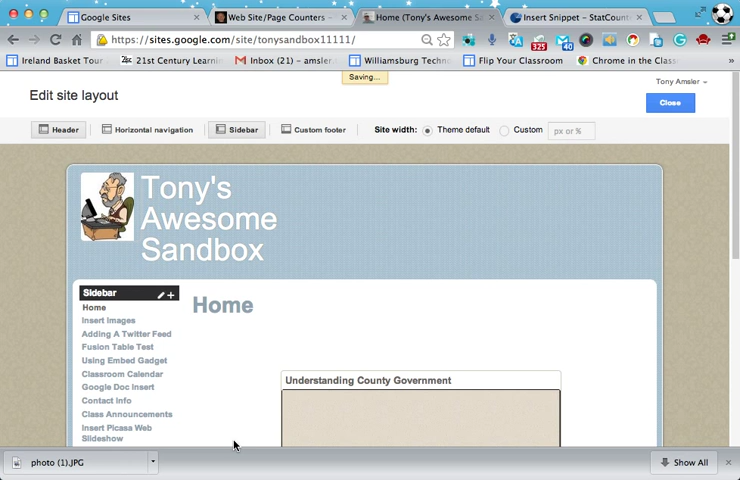 Google Sites
Web Site/Page Counters -
Home (Tony's Awesome Sa
Insert Snippet – StatCount
https://sites.google.com/site/tonysandbox11111/
325
40
Ireland Basket Tour
21st Century Learnin
Inbox (21) – amsler.
Williamsburg Techno
Flip Your Classroom
Chrome in the Class
Saving...
Tony Amsler
Edit site layout
Close
Header
Horizontal navigation
Sidebar
Custom footer
Site width:
Theme default
Custom
px or %
Tony's
Awesome
Sandbox
Sidebar
Home
Insert Images
Adding A Twitter Feed
Fusion Table Test
Using Embed Gadget
Classroom Calendar
Google Doc Insert
Contact Info
Class Announcements
Insert Picasa Web
Slideshow
Home
Understanding County Government
photo (1).JPG
Show All